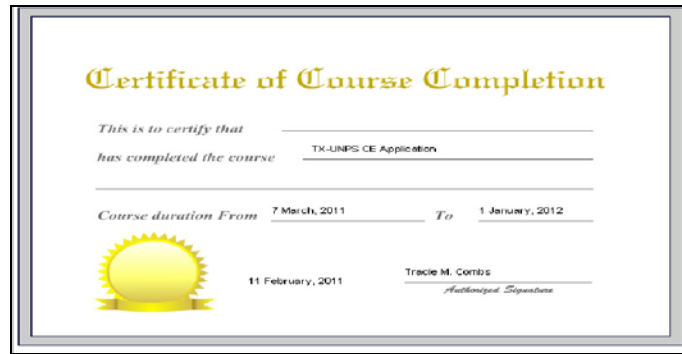 Certificate of Course Completion
This is to certify that
has completed the course TX-UNPS CE Application
Course duration From 7 March, 2011 To 1 January, 2012
11 February, 2011 Tracie M. Combs
Authorized Signature